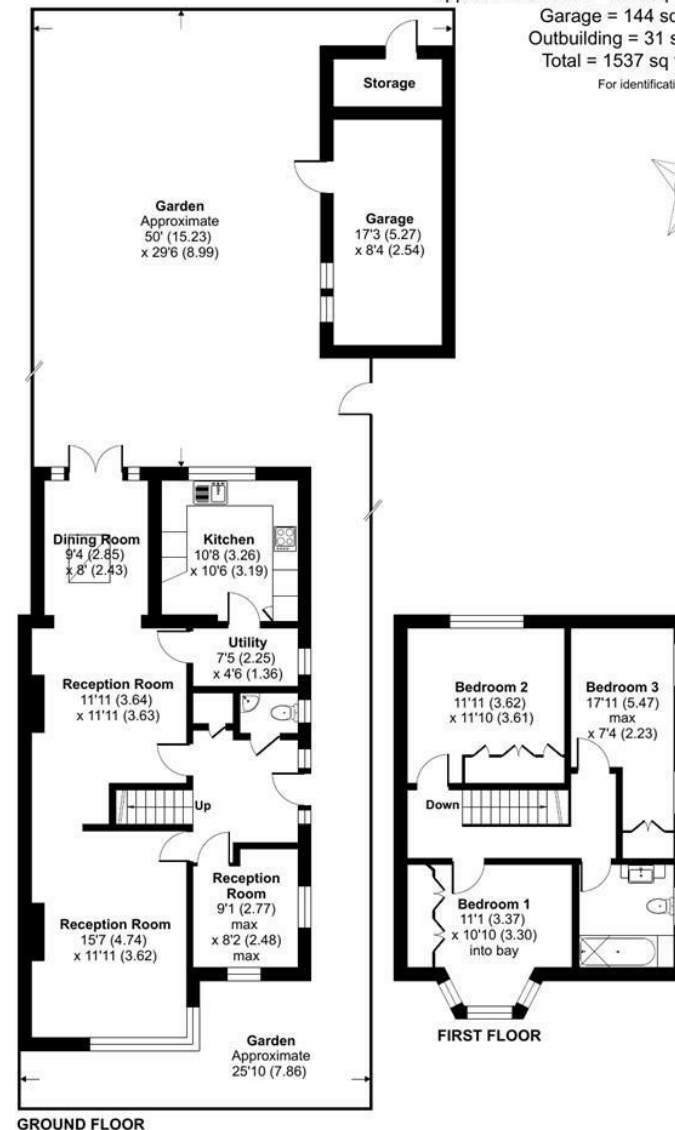 Garage = 144 sq
Outbuilding = 31 s
Total = 1537 sq
For identificati
Storage
Garage
17'3 (5.27)
x 8'4 (2.54)
Garden
Approximate
50' (15.23)
x 29'6 (8.99)
Dining Room
9'4 (2.85)
x 8' (2.43)
Kitchen
10'8 (3.26)
x 10'6 (3.19)
Utility
7'5 (2.25)
x 4'6 (1.36)
Reception Room
11'11 (3.64)
x 11'11 (3.63)
Up
Reception
Room
9'1 (2.77)
max
x 8'2 (2.48)
max
Reception Room
15'7 (4.74)
x 11'11 (3.62)
Garden
Approximate
25'10 (7.86)
GROUND FLOOR
Bedroom 2
11'11 (3.62)
x 11'10 (3.61)
Bedroom 3
17'11 (5.47)
max
x 7'4 (2.23)
Down
Bedroom 1
11'1 (3.37)
x 10'10 (3.30)
into bay
FIRST FLOOR